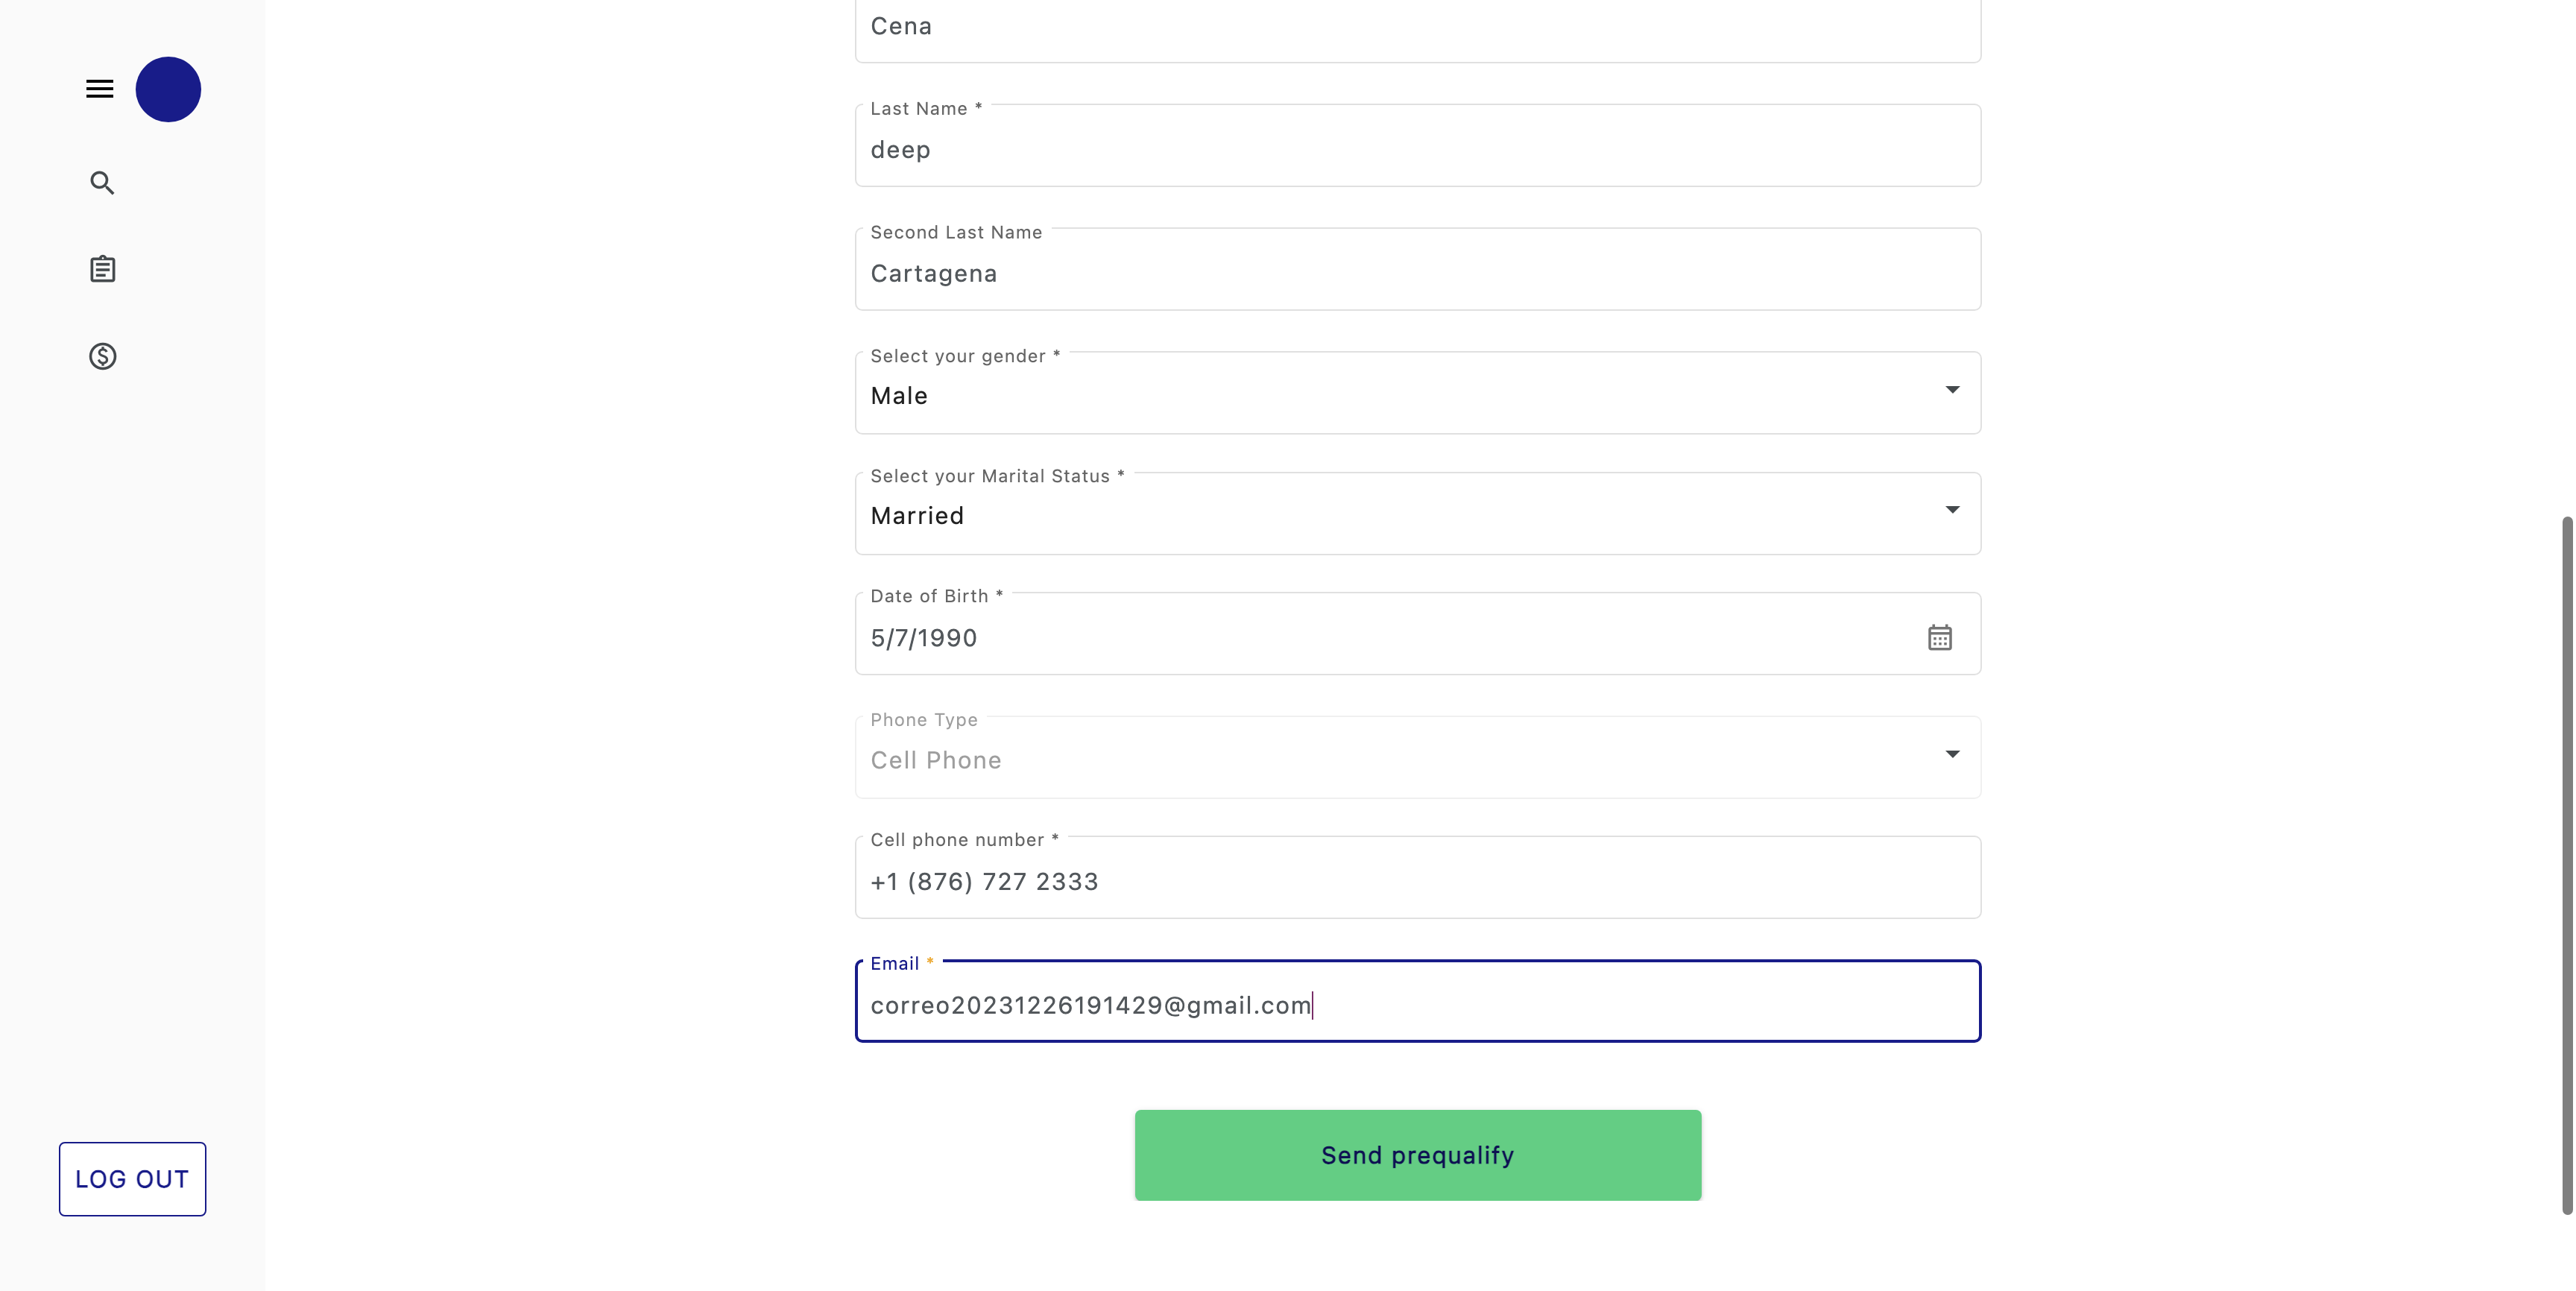 Cena
Last Name *
deep
Second Last Name
Cartagena
Select your gender *
Male
Select your Marital Status *
Married
Date of Birth *
5/7/1990
Phone Type
Cell Phone
Cell phone number *
+1 (876) 727 2333
Email *
correo20231226191429@gmail.com
Send prequalify
LOG OUT